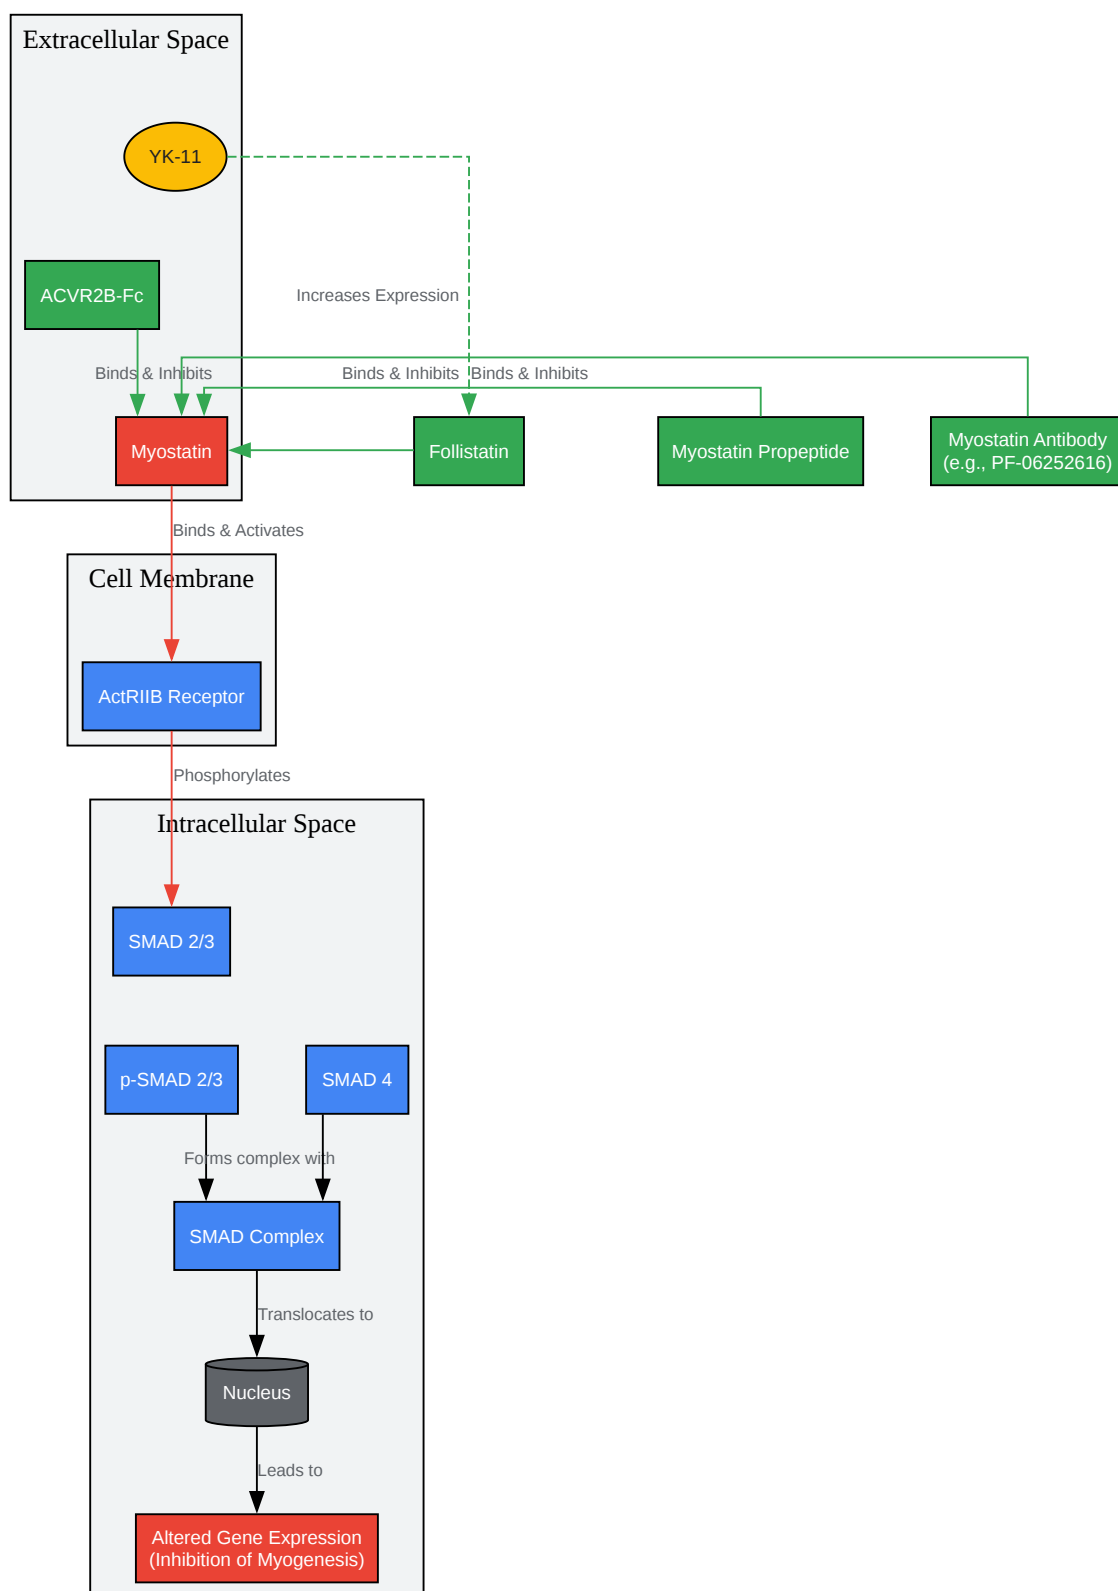 Extracellular Space
YK-11
ACVR2B-Fc
Increases Expression
Binds & Inhibits
Binds & Inhibits
Binds & Inhibits
Myostatin
Follistatin
Myostatin Propeptide
Myostatin Antibody
(e.g., PF-06252616)
Binds & Activates
Cell Membrane
ActRIIB Receptor
Phosphorylates
Intracellular Space
SMAD 2/3
p-SMAD 2/3
SMAD 4
Forms complex with
SMAD Complex
Translocates to
Nucleus
Leads to
Altered Gene Expression
(Inhibition of Myogenesis)